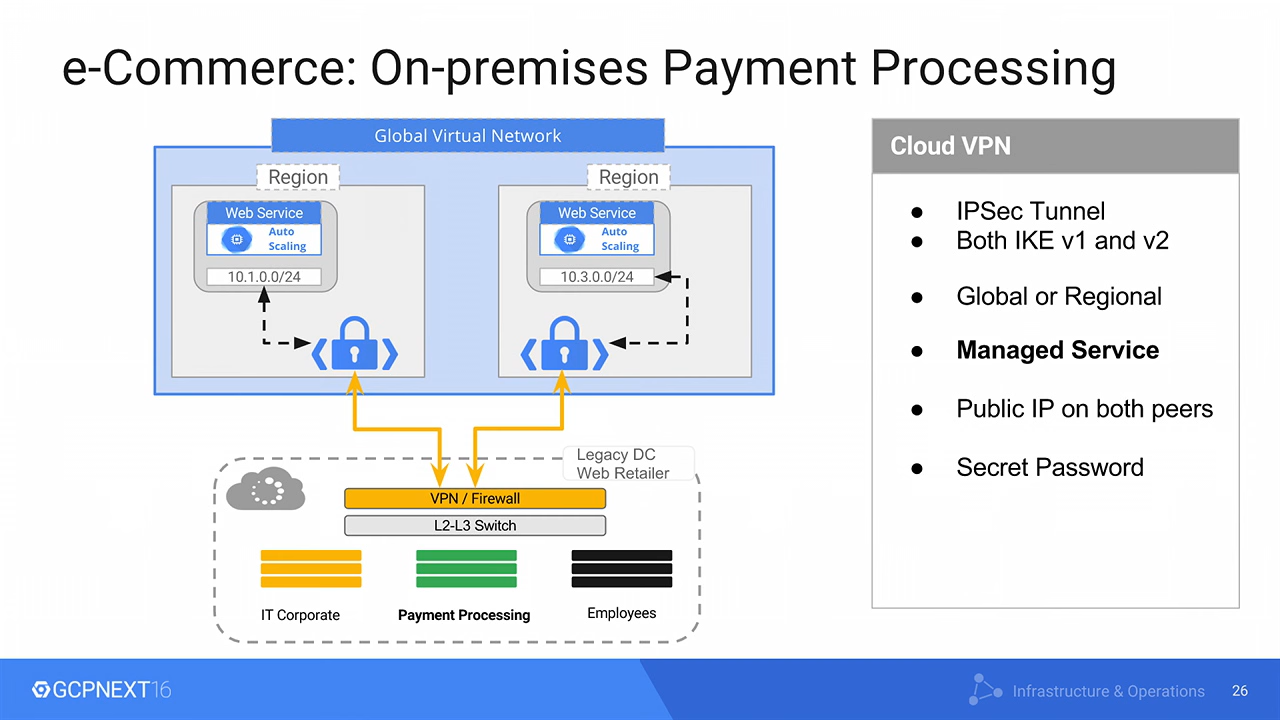 e-Commerce: On-premises Payment Processing
Global Virtual Network
Region
Web Service
Auto
Scaling
10.1.0.0/24
Region
Web Service
Auto
Scaling
10.3.0.0/24
Legacy DC
Web Retailer
VPN / Firewall
L2-L3 Switch
IT Corporate
Payment Processing
Employees
Cloud VPN
● IPSec Tunnel
● Both IKE v1 and v2
● Global or Regional
● Managed Service
● Public IP on both peers
● Secret Password
GCPNEXT16
Infrastructure & Operations
26